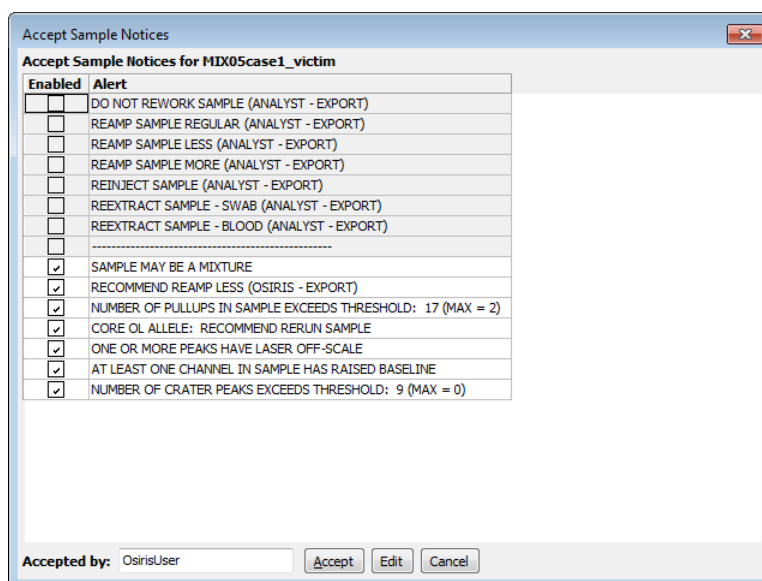 Accept Sample Notices
Accept Sample Notices for MIX05case1_victim
Enabled Alert
DO NOT REWORK SAMPLE (ANALYST - EXPORT)
REAMP SAMPLE REGULAR (ANALYST - EXPORT)
REAMP SAMPLE LESS (ANALYST - EXPORT)
REAMP SAMPLE MORE (ANALYST - EXPORT)
REINJECT SAMPLE (ANALYST - EXPORT)
REEXTRACT SAMPLE - SWAB (ANALYST - EXPORT)
REEXTRACT SAMPLE - BLOOD (ANALYST - EXPORT)
--------------------------------------------------
SAMPLE MAY BE A MIXTURE
RECOMMEND REAMP LESS (OSIRIS - EXPORT)
NUMBER OF PULLUPS IN SAMPLE EXCEEDS THRESHOLD: 17 (MAX = 2)
CORE OL ALLELE: RECOMMEND RERUN SAMPLE
ONE OR MORE PEAKS HAVE LASER OFF-SCALE
AT LEAST ONE CHANNEL IN SAMPLE HAS RAISED BASELINE
NUMBER OF CRATER PEAKS EXCEEDS THRESHOLD: 9 (MAX = 0)
Accepted by: OsirisUser Accept Edit Cancel